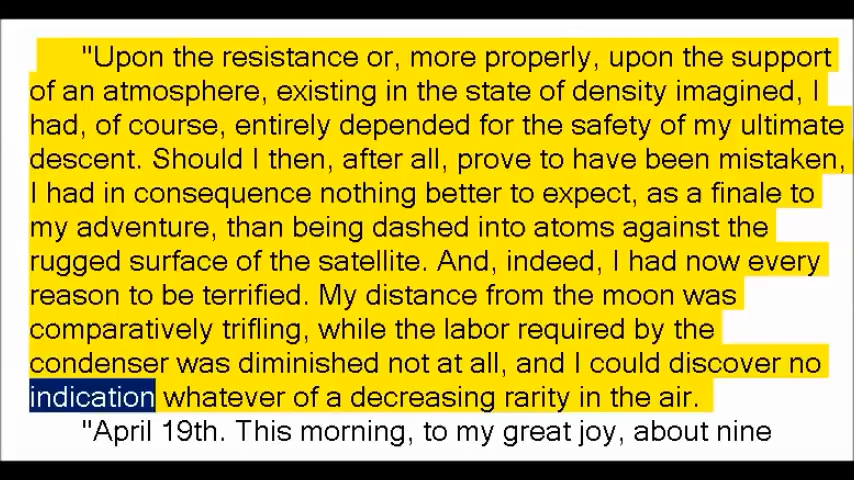 "Upon the resistance or, more properly, upon the support
of an atmosphere, existing in the state of density imagined, I
had, of course, entirely depended for the safety of my ultimate
descent. Should I then, after all, prove to have been mistaken,
I had in consequence nothing better to expect, as a finale to
my adventure, than being dashed into atoms against the
rugged surface of the satellite. And, indeed, I had now every
reason to be terrified. My distance from the moon was
comparatively trifling, while the labor required by the
condenser was diminished not at all, and I could discover no
indication whatever of a decreasing rarity in the air.
"April 19th. This morning, to my great joy, about nine